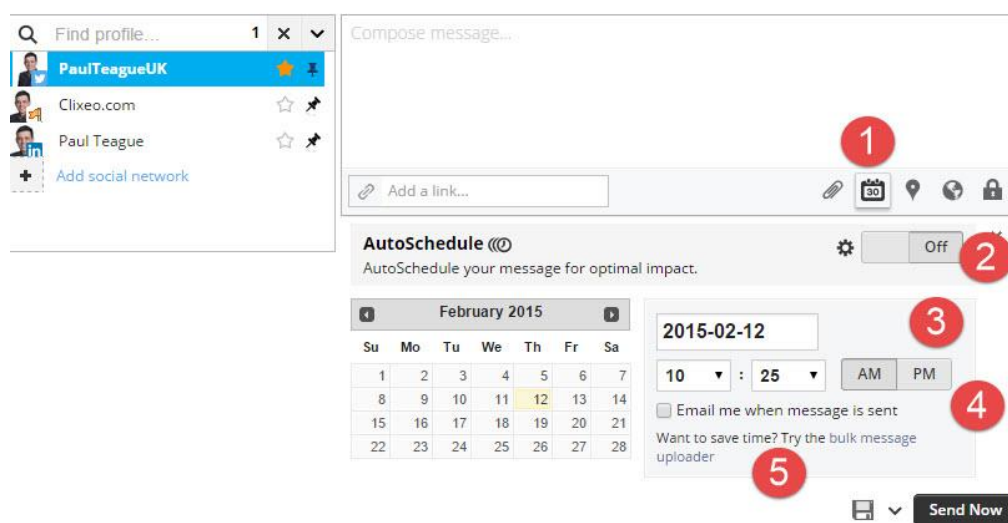 Find profile... 1
PaulTeagueUK
Clixeo.com
Paul Teague
in
Add social network
Compose message...
1
Add a link...
30
AutoSchedule
AutoSchedule your message for optimal impact.
Off
2
February 2015
Su Mo Tu We Th Fr Sa
1 2 3 4 5 6 7
8 9 10 11 12 13 14
15 16 17 18 19 20 21
22 23 24 25 26 27 28
2015-02-12
3
10 : 25 AM PM
Email me when message is sent
4
Want to save time? Try the bulk message
uploader
5
Send Now